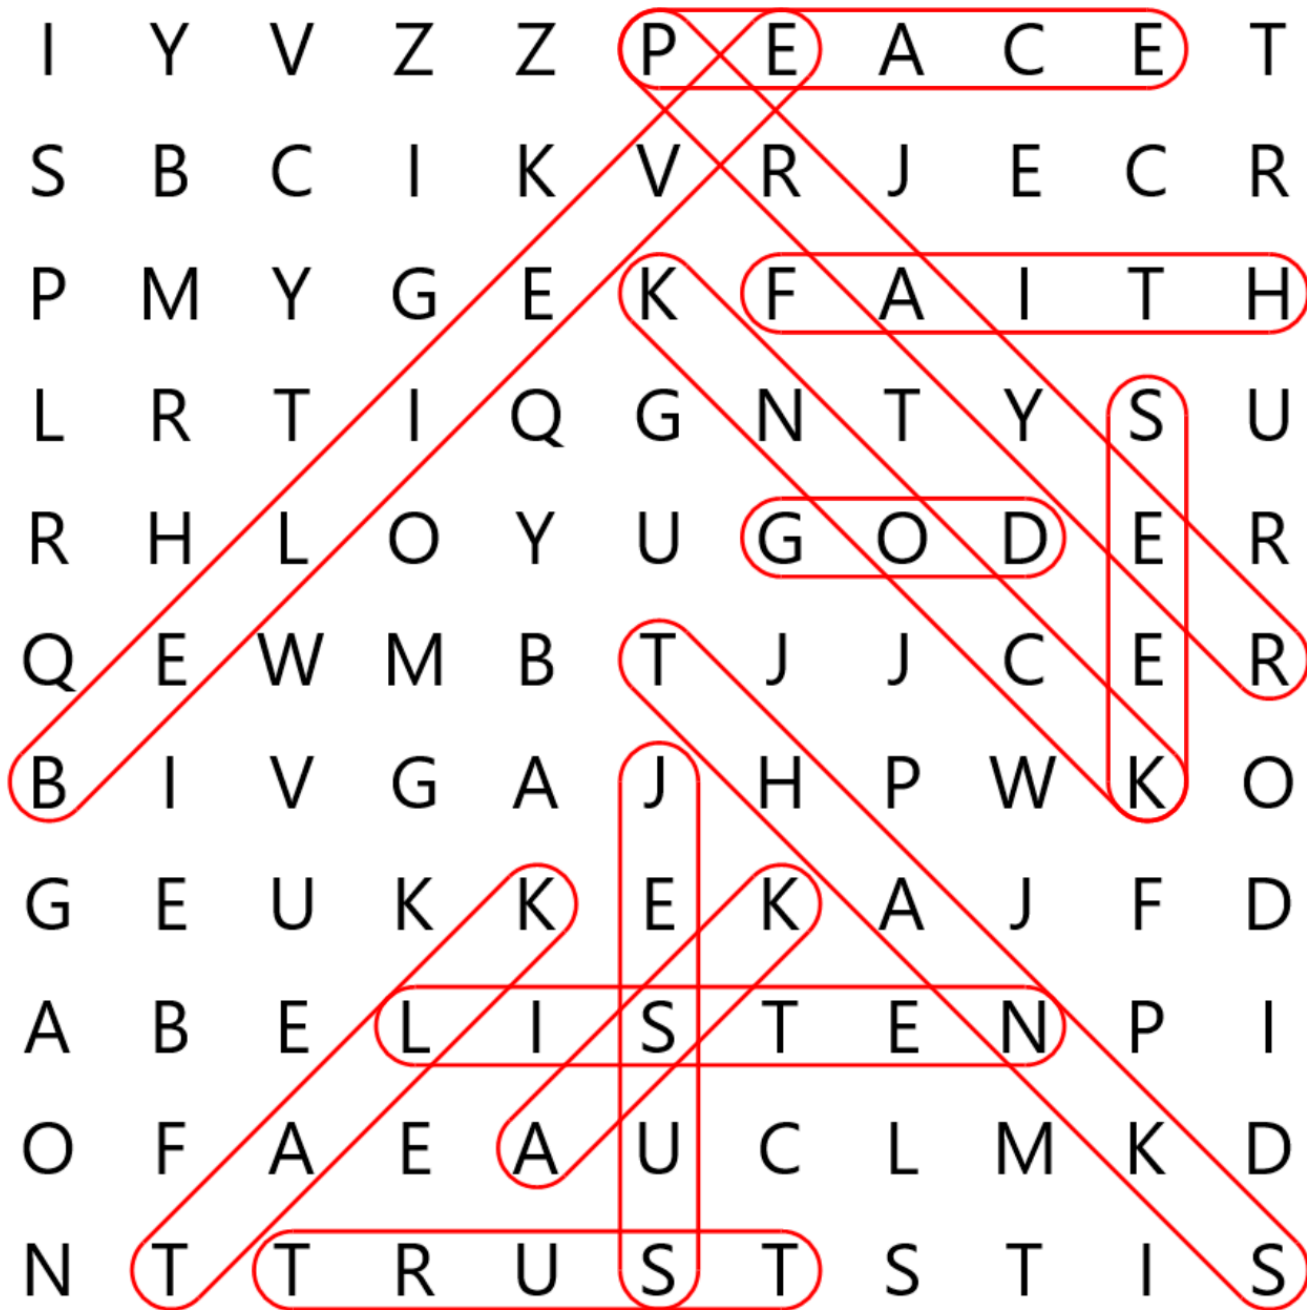 I Y V Z Z P E A C E T
S B C I K V R J E C R
P M Y G E K F A I T H
L R T I Q G N T Y S U
R H L O Y U G O D E R
Q E W M B T J J C E R
B I V G A J H P W K O
G E U K K E K A J F D
A B E L I S T E N P I
O F A E A U C L M K D
N T T R U S T S T I S